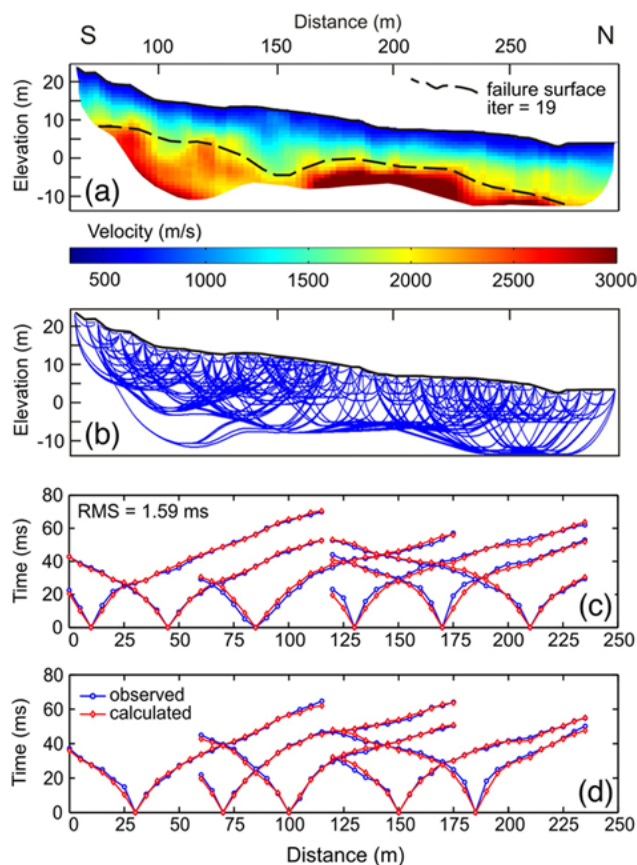 Distance (m)
S 100 150 200 250 N
Elevation (m)
20
10
0
-10
failure surface
iter = 19
(a)
Velocity (m/s)
500 1000 1500 2000 2500 3000
Elevation (m)
20
10
0
-10
(b)
Time (ms)
80
60
40
20
0
RMS = 1.59 ms
(c)
0 25 50 75 100 125 150 175 200 225 250
Time (ms)
80
60
40
20
0
observed
calculated
(d)
0 25 50 75 100 125 150 175 200 225 250
Distance (m)